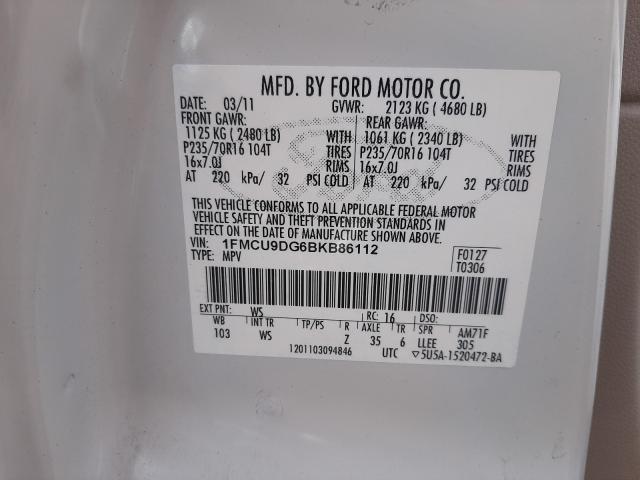 MFD. BY FORD MOTOR CO.
DATE: 03/11 GVWR: 2123 KG ( 4680 LB)
FRONT GAWR: REAR GAWR:
1125 KG ( 2480 LB) WITH 1061 KG ( 2340 LB) WITH
P235/70R16 104T TIRES P235/70R16 104T TIRES
16x7.0J RIMS 16x7.0J RIMS
AT 220 kPa/ 32 PSI COLD AT 220 kPa/ 32 PSI COLD
THIS VEHICLE CONFORMS TO ALL APPLICABLE FEDERAL MOTOR
VEHICLE SAFETY AND THEFT PREVENTION STANDARDS IN
EFFECT ON THE DATE OF MANUFACTURE SHOWN ABOVE.
VIN: 1FMCU9DG6BKB86112 F0127
TYPE: MPV T0306
EXT PNT: WS RC: 16 DSO:
WB INT TR TP/PS R AXLE TR SPR AM71F
103 WS Z 35 6 LLEE 305
1201103094846 UTC ▽5U5A-1520472-BA